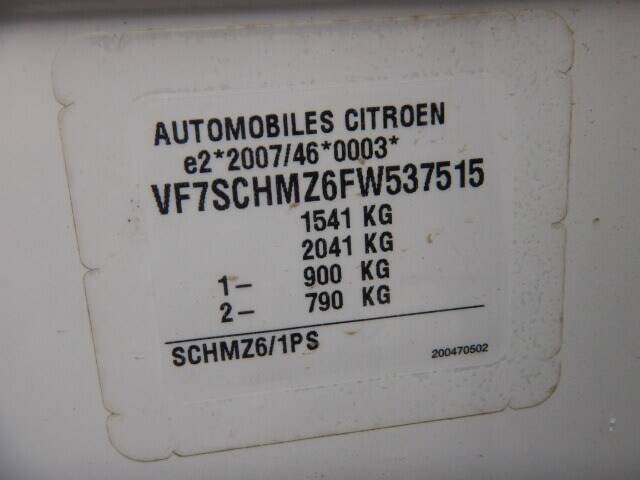 AUTOMOBILES CITROEN
e2*2007/46*0003*
VF7SCHMZ6FW537515
1541 KG
2041 KG
1– 900 KG
2– 790 KG
SCHMZ6/1PS
200470502